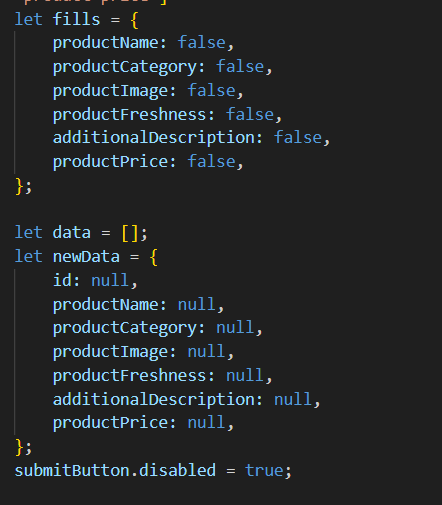 let fills = {
    productName: false,
    productCategory: false,
    productImage: false,
    productFreshness: false,
    additionalDescription: false,
    productPrice: false,
};

let data = [];
let newData = {
    id: null,
    productName: null,
    productCategory: null,
    productImage: null,
    productFreshness: null,
    additionalDescription: null,
    productPrice: null,
};
submitButton.disabled = true;